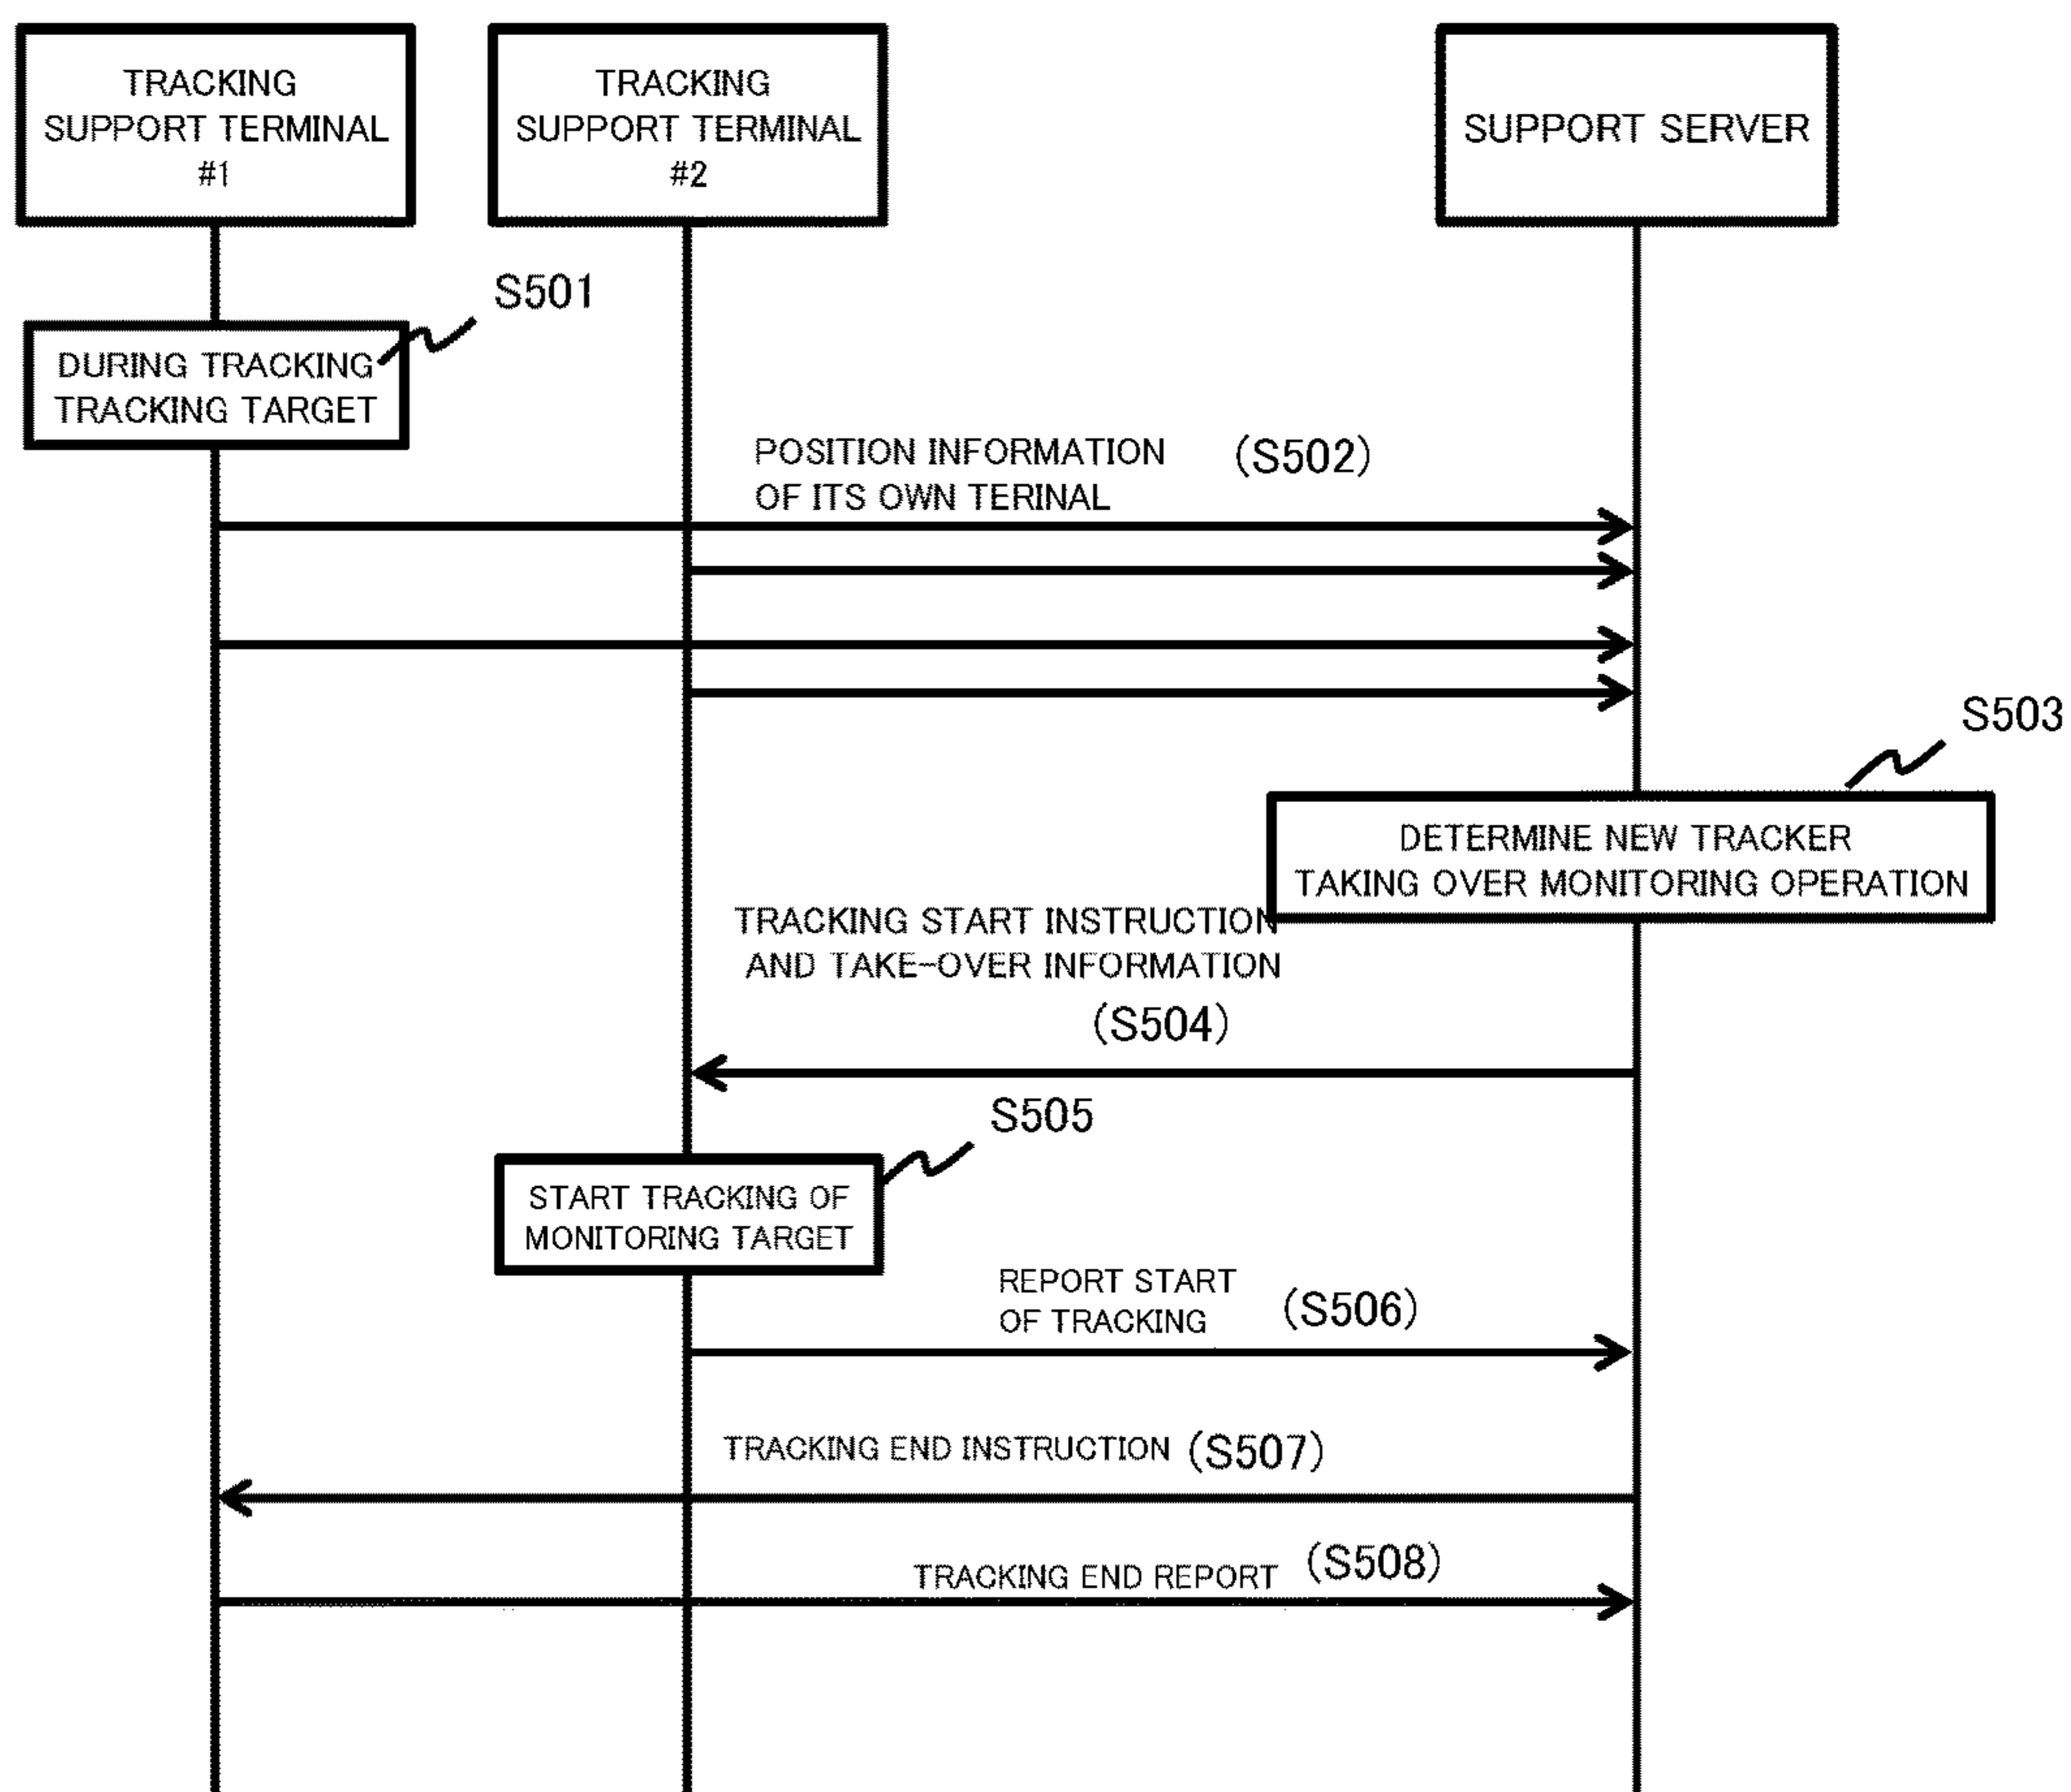 TRACKING
SUPPORT TERMINAL
#1
TRACKING
SUPPORT TERMINAL
#2
SUPPORT SERVER
S501
DURING TRACKING
TRACKING TARGET
POSITION INFORMATION (S502)
OF ITS OWN TERINAL
S503
DETERMINE NEW TRACKER
TAKING OVER MONITORING OPERATION
TRACKING START INSTRUCTION
AND TAKE-OVER INFORMATION
(S504)
S505
START TRACKING OF
MONITORING TARGET
REPORT START
OF TRACKING (S506)
TRACKING END INSTRUCTION (S507)
TRACKING END REPORT (S508)